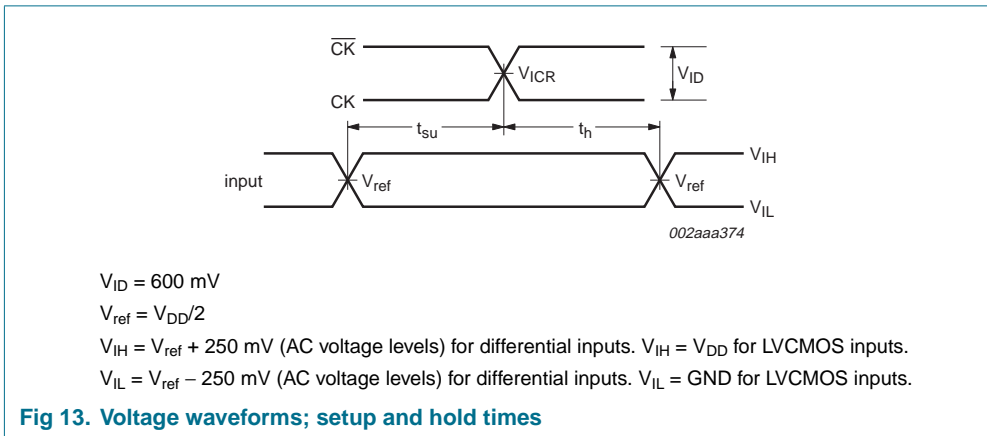 C̅K̅
V_ICR
V_ID
CK
t_su
t_h
V_IH
input
V_ref
V_ref
V_IL
002aaa374
V_ID = 600 mV
V_ref = V_DD/2
V_IH = V_ref + 250 mV (AC voltage levels) for differential inputs. V_IH = V_DD for LVCMOS inputs.
V_IL = V_ref − 250 mV (AC voltage levels) for differential inputs. V_IL = GND for LVCMOS inputs.
Fig 13. Voltage waveforms; setup and hold times